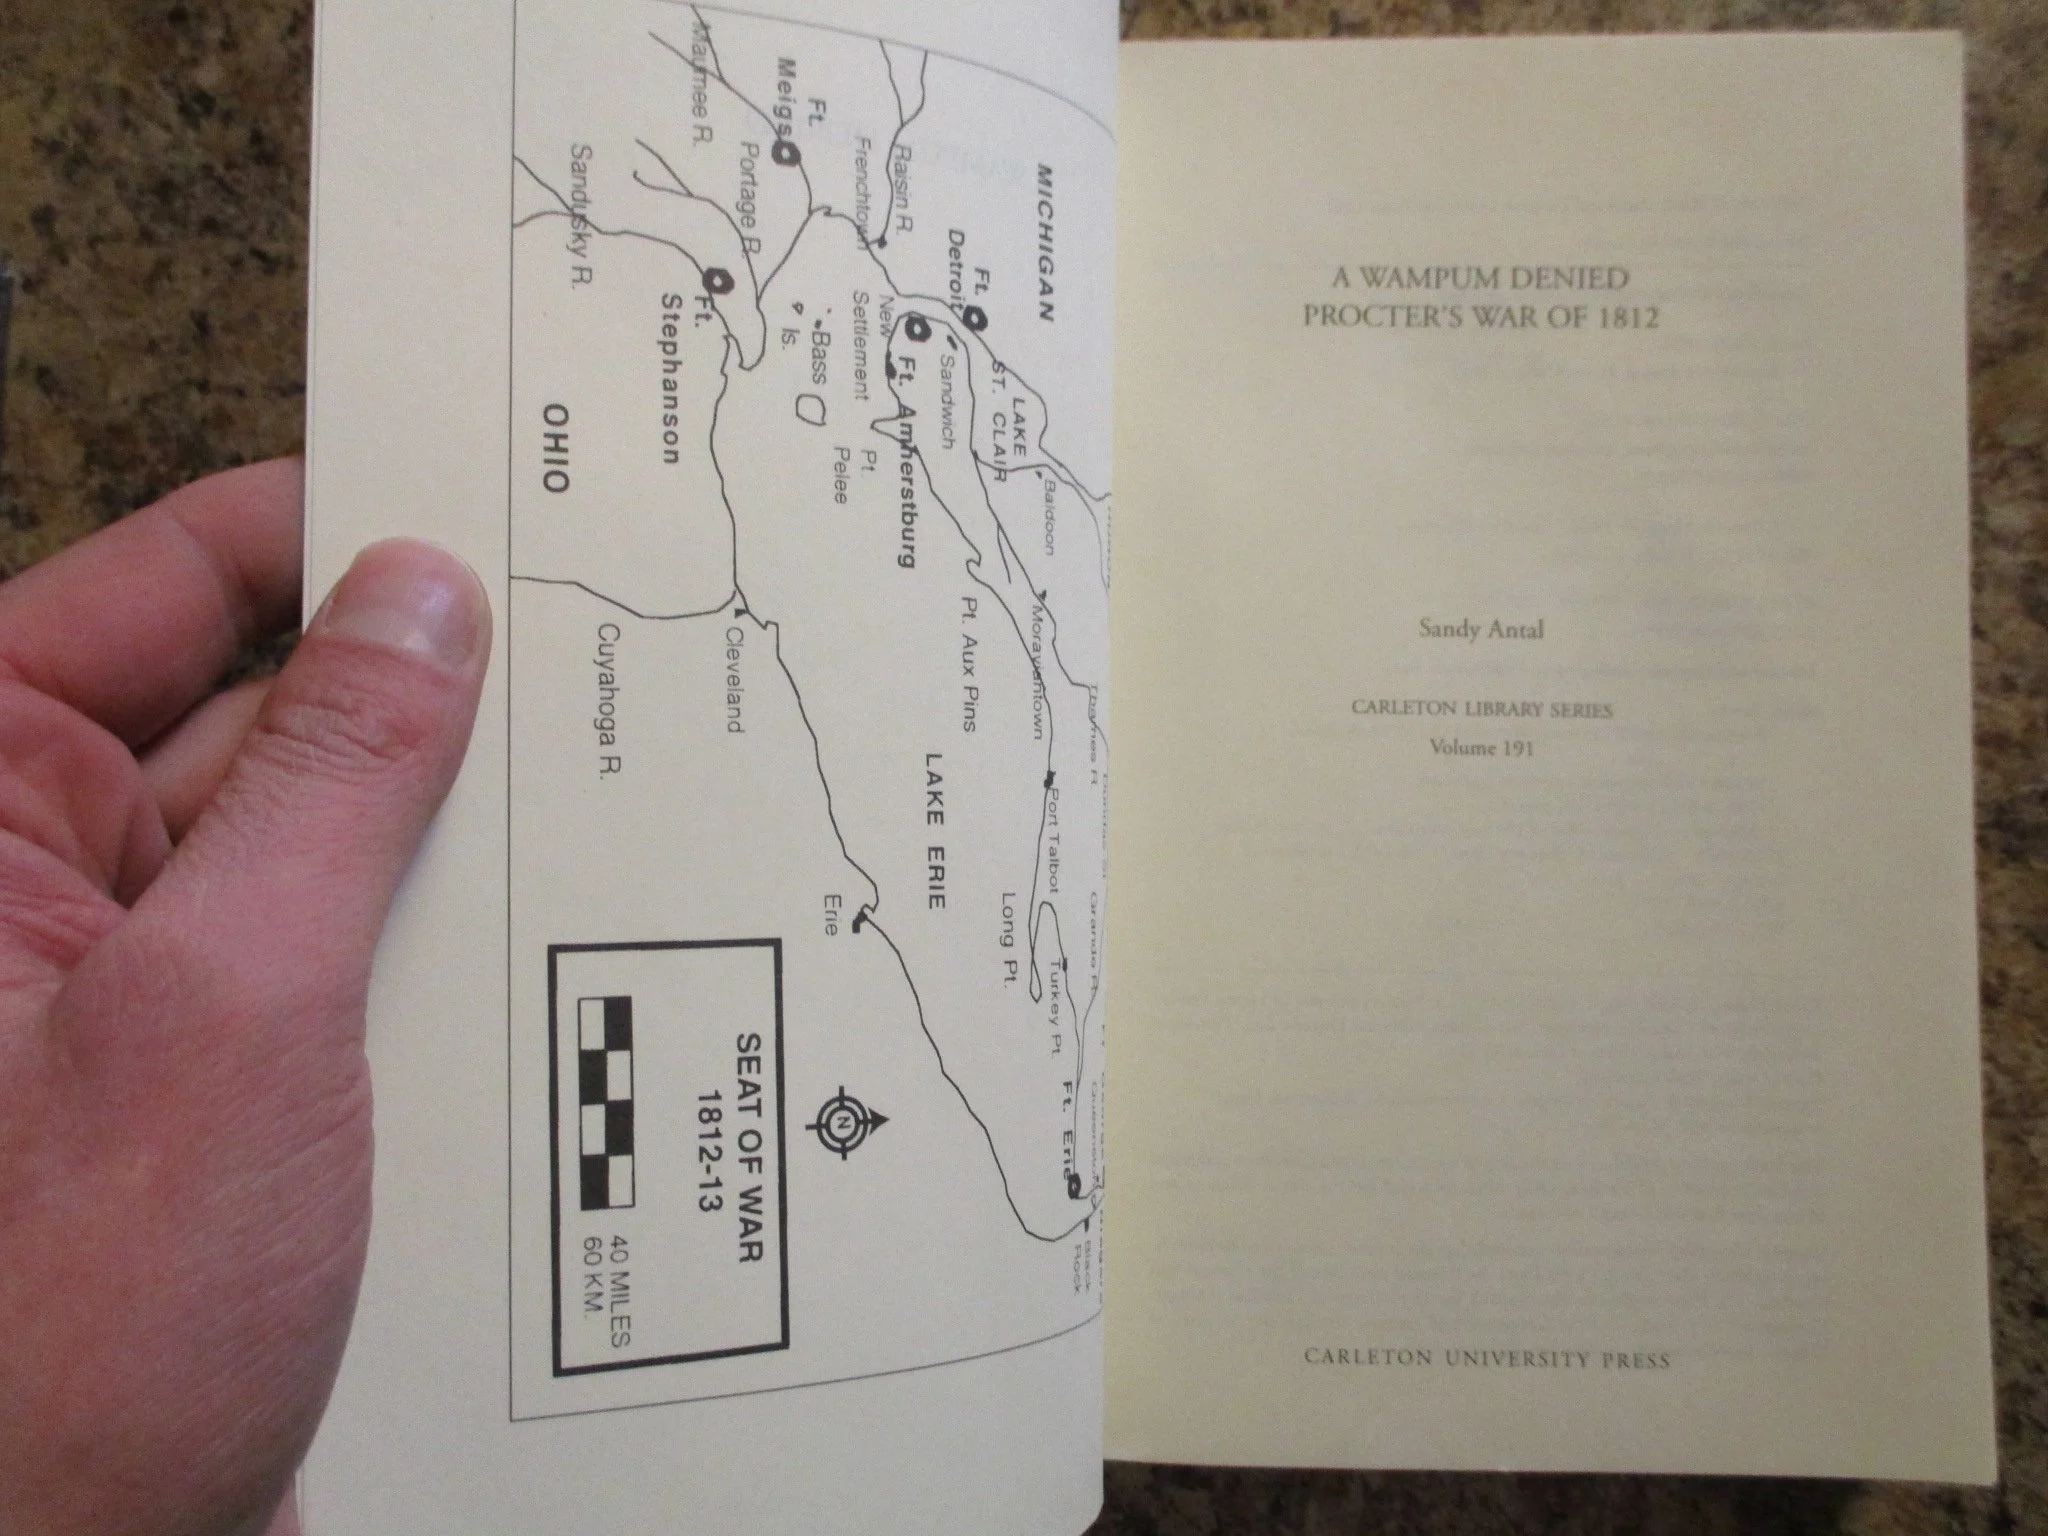 MICHIGAN
Raisin R.
Frenchtown
Ft.
Meigs
Maumee R.
Portage R.
Sandusky R.
Ft.
Detroit
LAKE
ST. CLAIR
Baldoon
Sandwich
Ft. Amherstburg
New
Settlement
Pt.
Pelee
Bass
Is.
Ft.
Stephanson
OHIO
Moraviantown
Pt. Aux Pins
Thames R
Port Talbot
LAKE ERIE
Long Pt.
Turkey Pt.
Grande R.
Cleveland
Cuyahoga R.
Erie
Ft. Erie
Black
Rock
N
SEAT OF WAR
1812-13
40 MILES
60 KM.
A WAMPUM DENIED
PROCTER'S WAR OF 1812
Sandy Antal
CARLETON LIBRARY SERIES
Volume 191
CARLETON UNIVERSITY PRESS